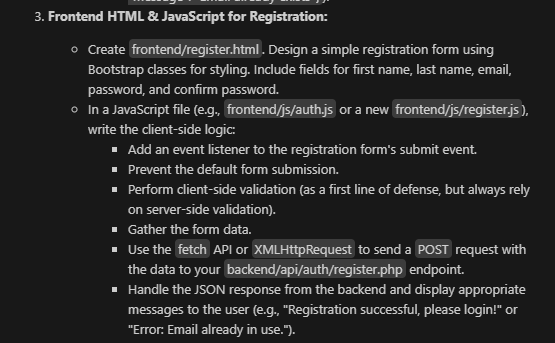 3. Frontend HTML & JavaScript for Registration:
Create frontend/register.html. Design a simple registration form using
Bootstrap classes for styling. Include fields for first name, last name, email,
password, and confirm password.
In a JavaScript file (e.g., frontend/js/auth.js or a new frontend/js/register.js),
write the client-side logic:
Add an event listener to the registration form's submit event.
Prevent the default form submission.
Perform client-side validation (as a first line of defense, but always rely
on server-side validation).
Gather the form data.
Use the fetch API or XMLHttpRequest to send a POST request with
the data to your backend/api/auth/register.php endpoint.
Handle the JSON response from the backend and display appropriate
messages to the user (e.g., "Registration successful, please login!" or
"Error: Email already in use.").